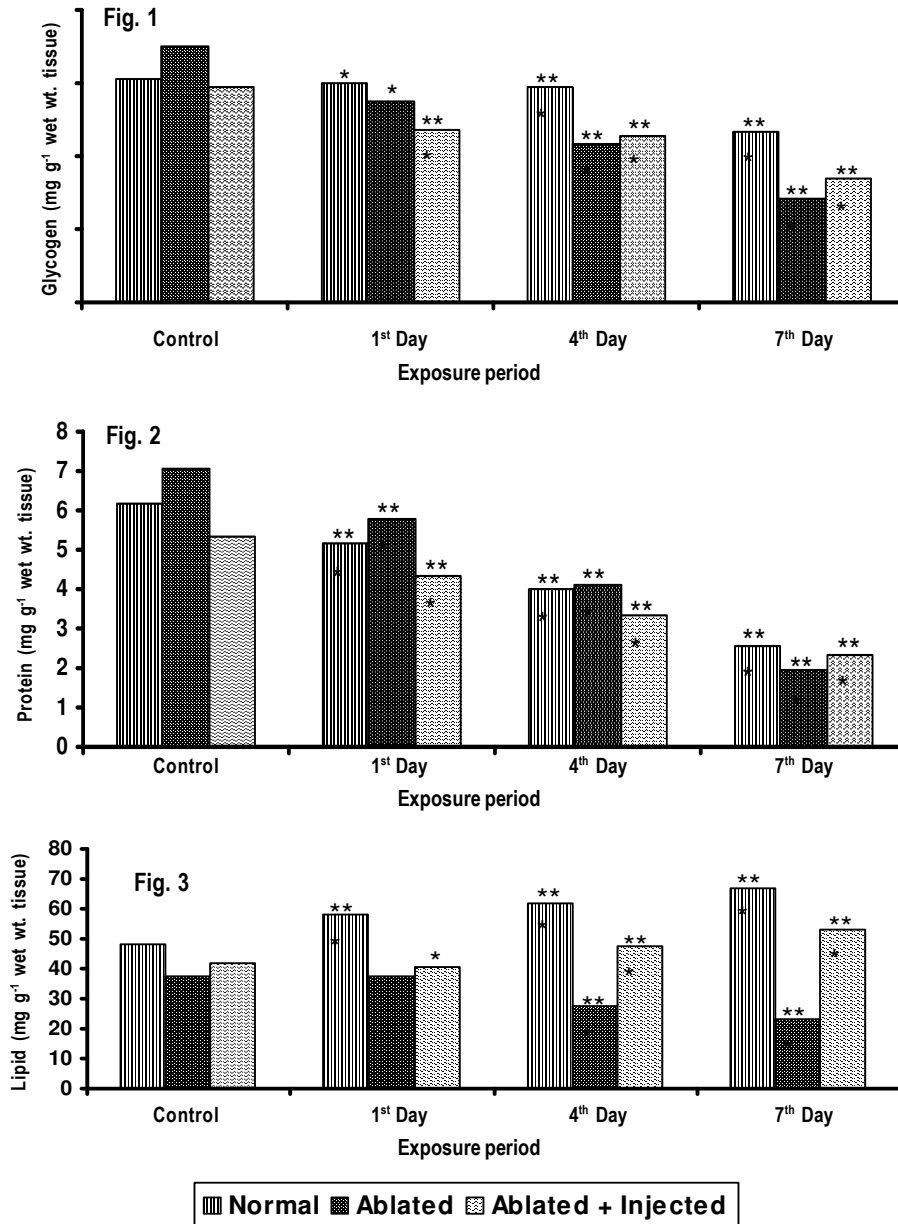 Fig. 1
Glycogen (mg g⁻¹ wet wt. tissue)
* * ** *
** * ** ** *
** * ** * ** *
Control 1ˢᵗ Day 4ᵗʰ Day 7ᵗʰ Day
Exposure period
Fig. 2
Protein (mg g⁻¹ wet wt. tissue)
8
7
6
5
4
3
2
1
0
** * ** * ** *
** * ** * ** *
** * ** * ** *
Control 1ˢᵗ Day 4ᵗʰ Day 7ᵗʰ Day
Exposure period
Fig. 3
Lipid (mg g⁻¹ wet wt. tissue)
80
70
60
50
40
30
20
10
0
** * *
** * ** * ** *
** * ** * ** *
Control 1ˢᵗ Day 4ᵗʰ Day 7ᵗʰ Day
Exposure period
Normal Ablated Ablated + Injected